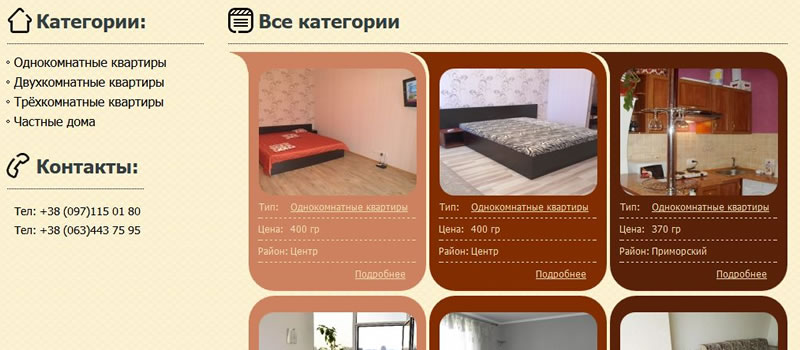 Категории:
Однокомнатные квартиры
Двухкомнатные квартиры
Трёхкомнатные квартиры
Частные дома
Контакты:
Тел: +38 (097)115 01 80
Тел: +38 (063)443 75 95
Все категории
Тип: Однокомнатные квартиры
Цена: 400 гр
Район: Центр
Подробнее
Тип: Однокомнатные квартиры
Цена: 400 гр
Район: Центр
Подробнее
Тип: Однокомнатные квартиры
Цена: 370 гр
Район: Приморский
Подробнее